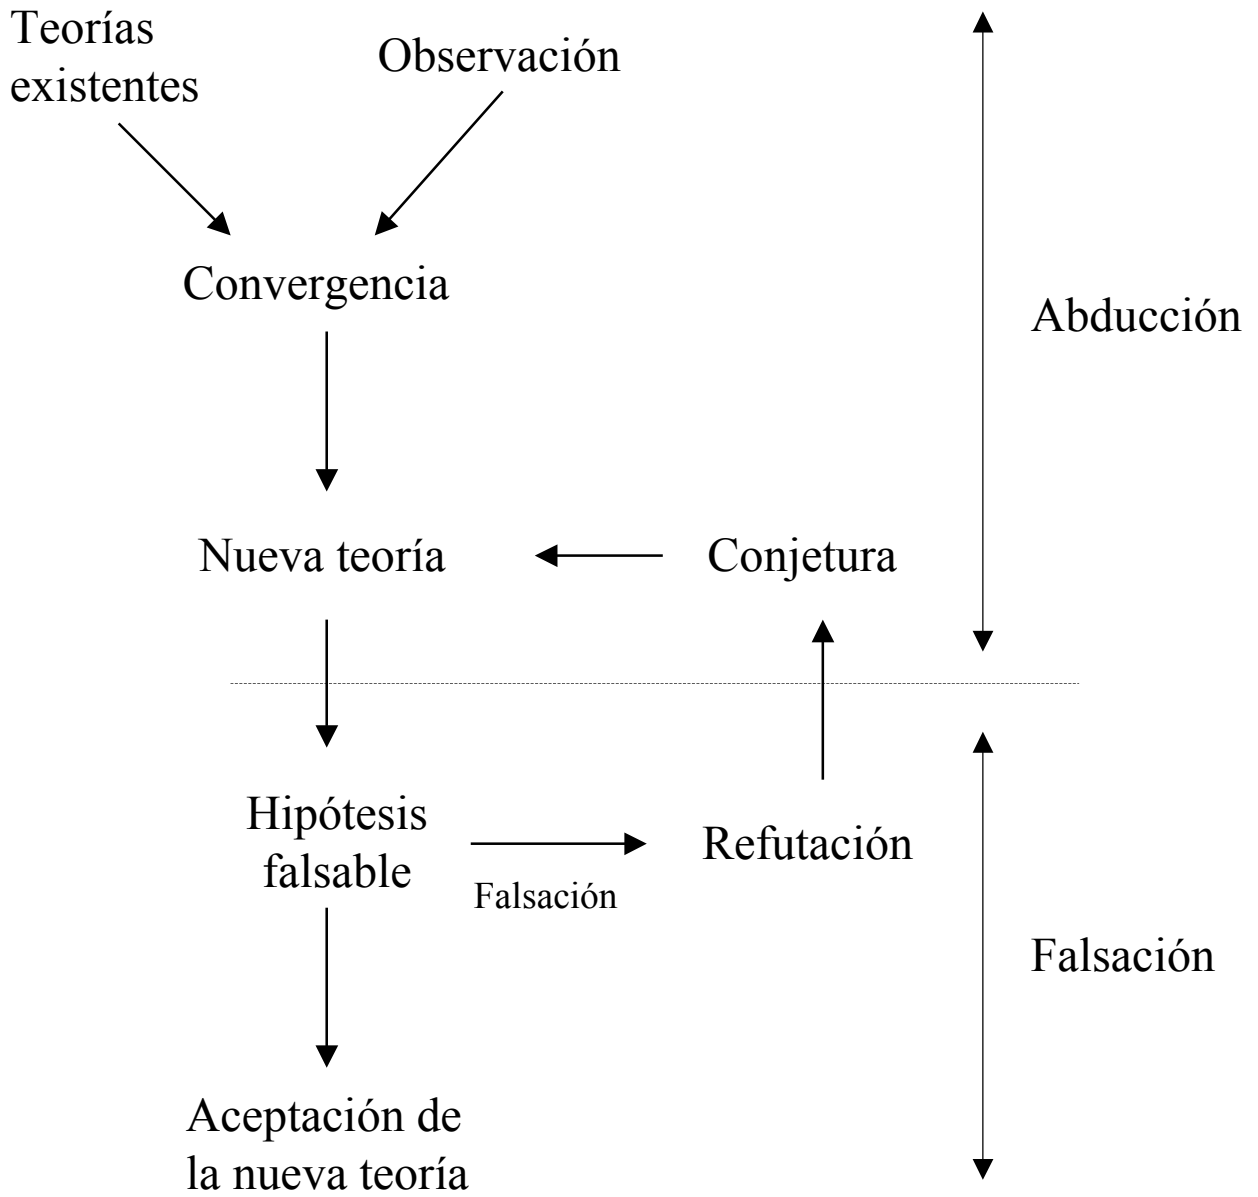 Teorías
existentes
Observación
Convergencia
Abducción
Nueva teoría
Conjetura
Hipótesis
falsable
Falsación
Refutación
Falsación
Aceptación de
la nueva teoría